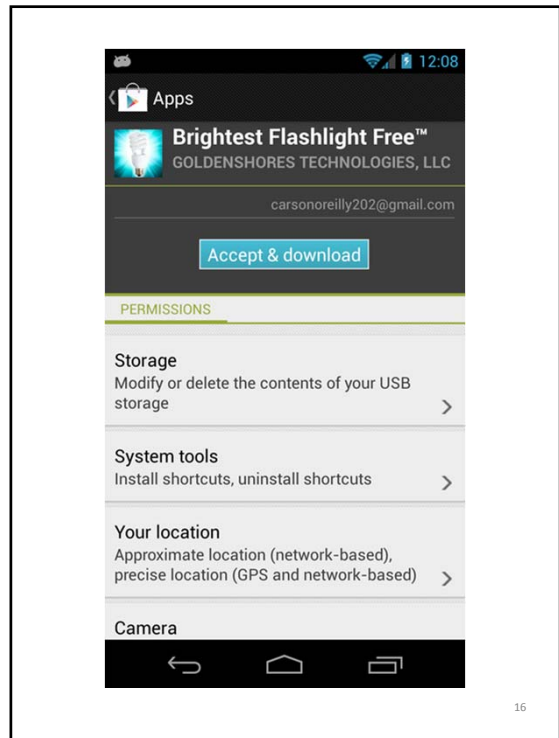 12:08
Apps
Brightest Flashlight Free™
GOLDENSHORES TECHNOLOGIES, LLC
carsonoreilly202@gmail.com
Accept & download
PERMISSIONS
Storage
Modify or delete the contents of your USB
storage
System tools
Install shortcuts, uninstall shortcuts
Your location
Approximate location (network-based),
precise location (GPS and network-based)
Camera
16